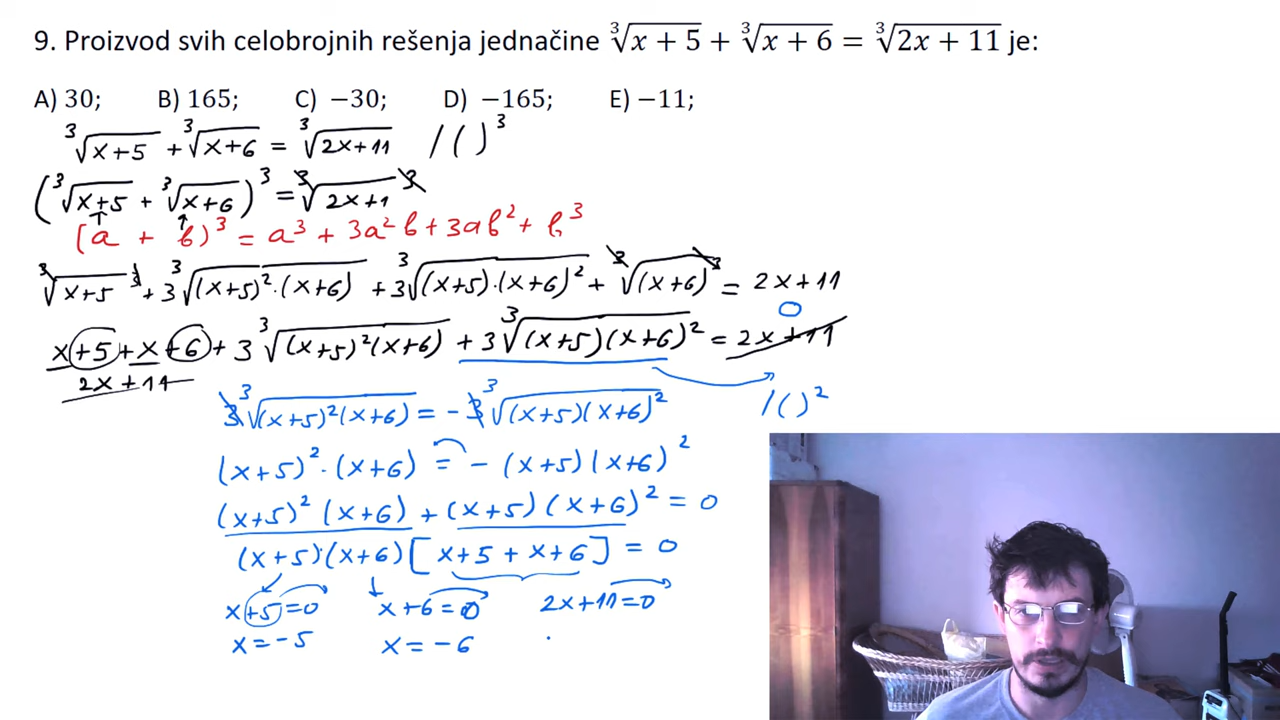 9. Proizvod svih celobrojnih rešenja jednačine ∛(x + 5) + ∛(x + 6) = ∛(2x + 11) je:
A) 30; B) 165; C) −30; D) −165; E) −11;
∛(x+5) + ∛(x+6) = ∛(2x+11) /( )³
(∛(x+5) + ∛(x+6))³ = ∛(2x+1)³
(a + b)³ = a³ + 3a²b + 3ab² + b³
∛(x+5)³ + 3∛((x+5)²·(x+6)) + 3∛((x+5)·(x+6)²) + ∛(x+6)³ = 2x+11
0
x+5+x+6 + 3∛((x+5)²(x+6)) + 3∛((x+5)(x+6)²) = 2x+11
2x+11
3∛((x+5)²(x+6)) = −3∛((x+5)(x+6)²) /( )²
(x+5)²·(x+6) = −(x+5)(x+6)²
(x+5)²(x+6) + (x+5)(x+6)² = 0
(x+5)·(x+6)[x+5 + x+6] = 0
x+5=0 x+6=0 2x+11=0
x=−5 x=−6